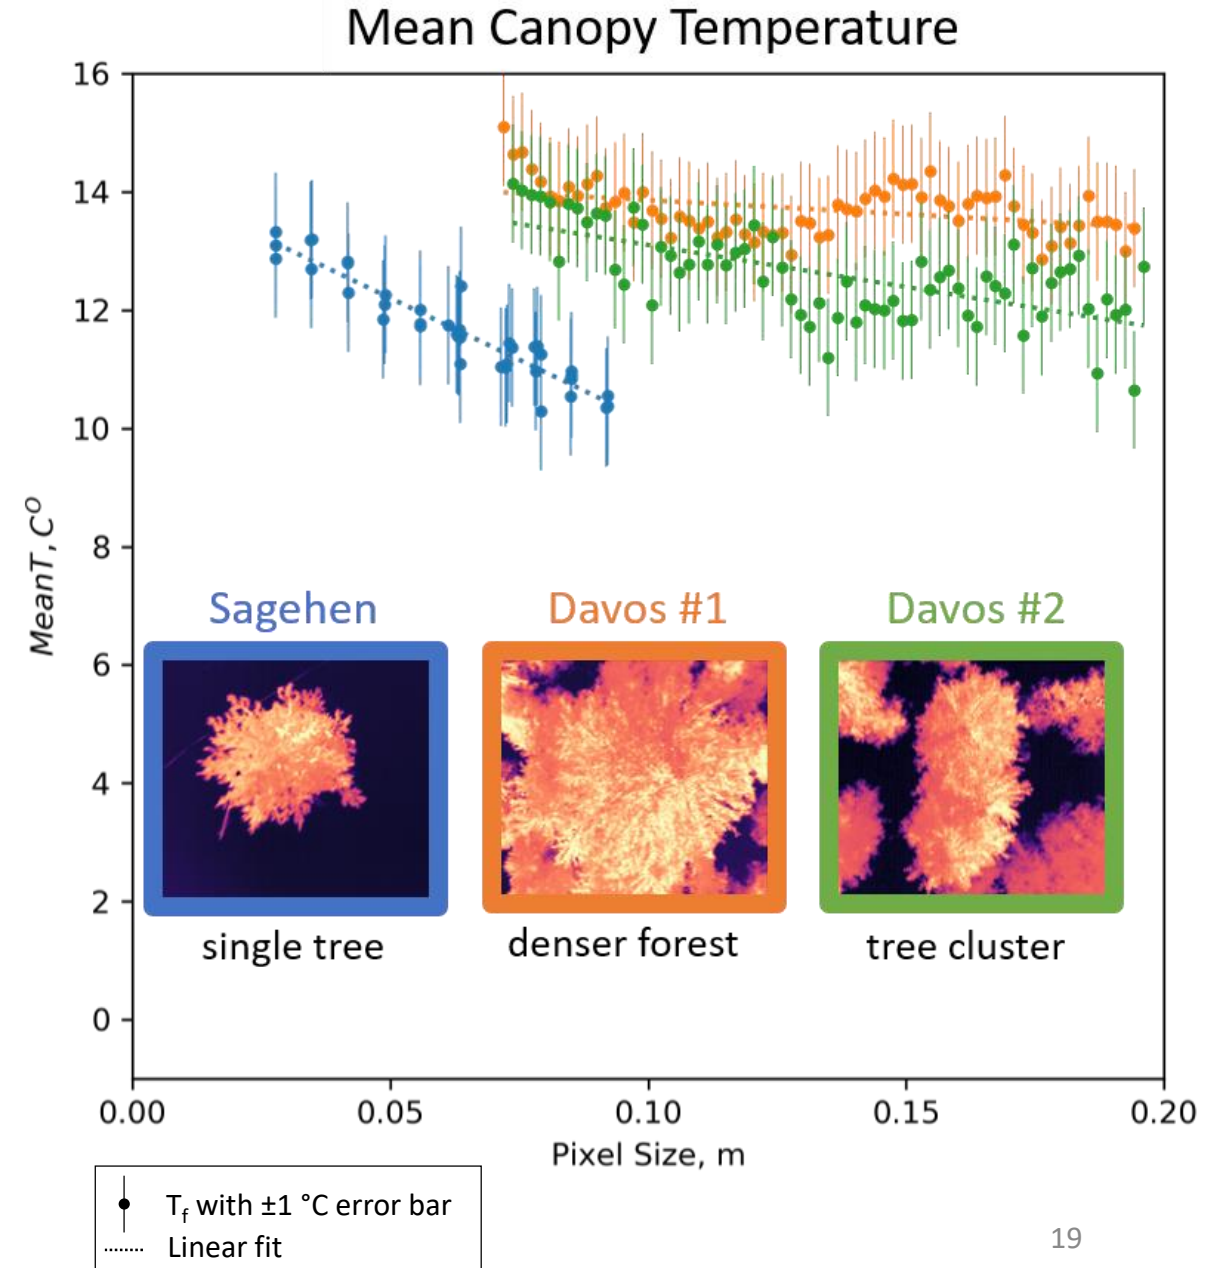 Mean Canopy Temperature
16
14
12
10
8
6
4
2
0
MeanT, C°
Sagehen
Davos #1
Davos #2
single tree
denser forest
tree cluster
0.00 0.05 0.10 0.15 0.20
Pixel Size, m
Tf with ±1 °C error bar
Linear fit
19